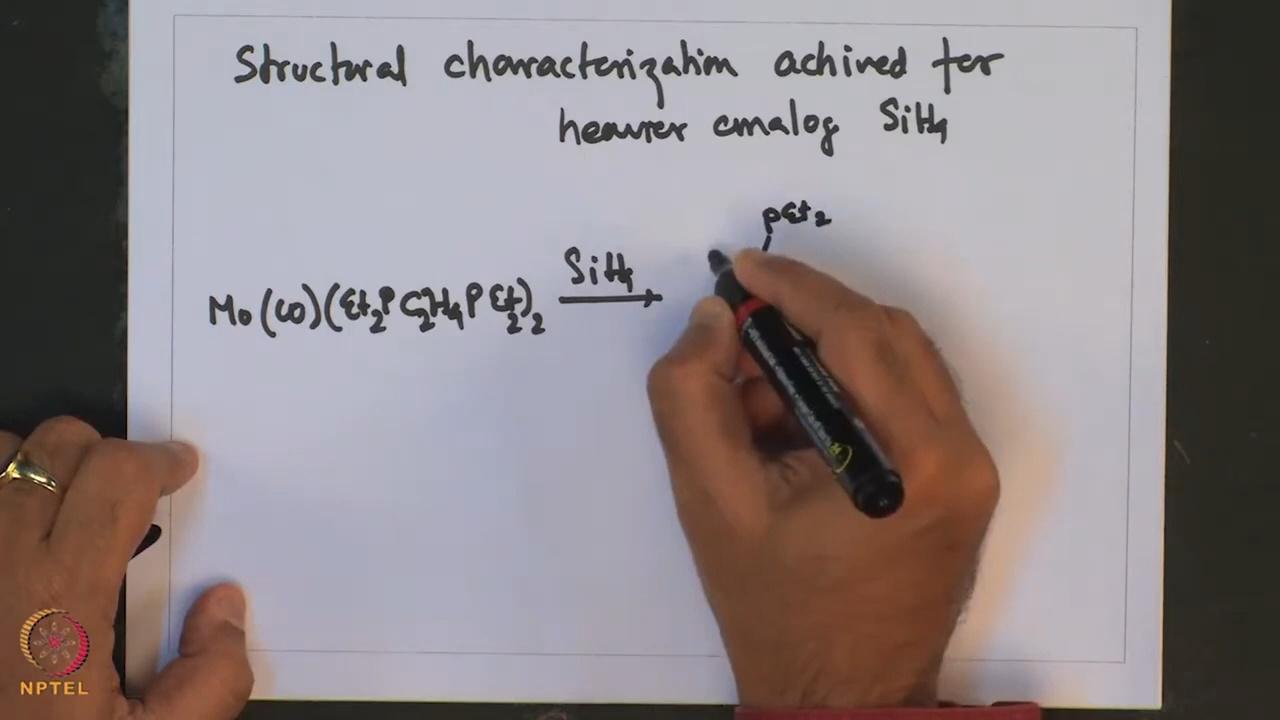 Structural characterization achived for
heavier analog SiH4
PEt2
Mo(CO)(Et2PC2H4PEt2)2 SiH4
NPTEL